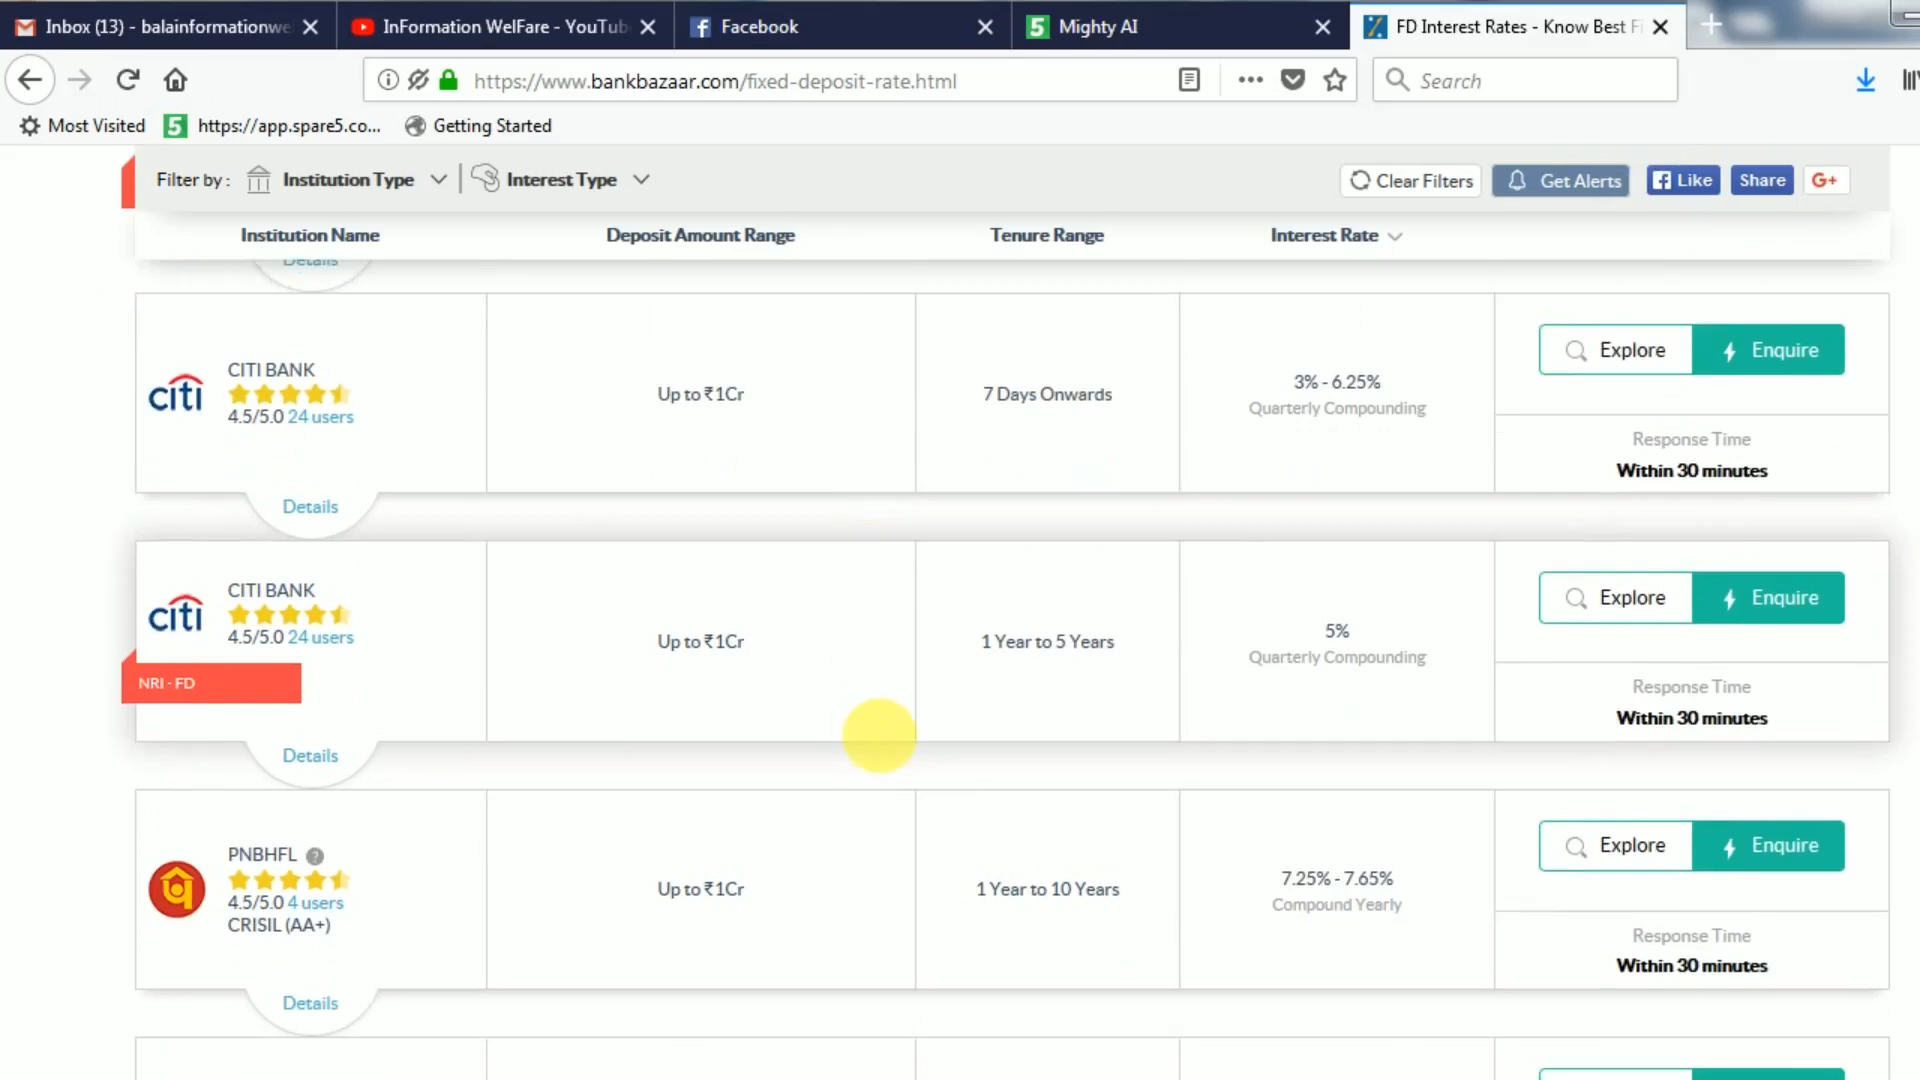 Inbox (13) - balainformationwe
InFormation WelFare - YouTub
Facebook
5 Mighty AI
FD Interest Rates - Know Best Fi
https://www.bankbazaar.com/fixed-deposit-rate.html
Search
Most Visited
5 https://app.spare5.co...
Getting Started
Filter by :
Institution Type
Interest Type
Clear Filters
Get Alerts
Like
Share
G+
Institution Name
Deposit Amount Range
Tenure Range
Interest Rate
Details
citi
CITI BANK
4.5/5.0 24 users
Up to ₹1Cr
7 Days Onwards
3% - 6.25%
Quarterly Compounding
Explore
Enquire
Response Time
Within 30 minutes
Details
citi
CITI BANK
4.5/5.0 24 users
NRI - FD
Up to ₹1Cr
1 Year to 5 Years
5%
Quarterly Compounding
Explore
Enquire
Response Time
Within 30 minutes
Details
PNBHFL ?
4.5/5.0 4 users
CRISIL (AA+)
Up to ₹1Cr
1 Year to 10 Years
7.25% - 7.65%
Compound Yearly
Explore
Enquire
Response Time
Within 30 minutes
Details